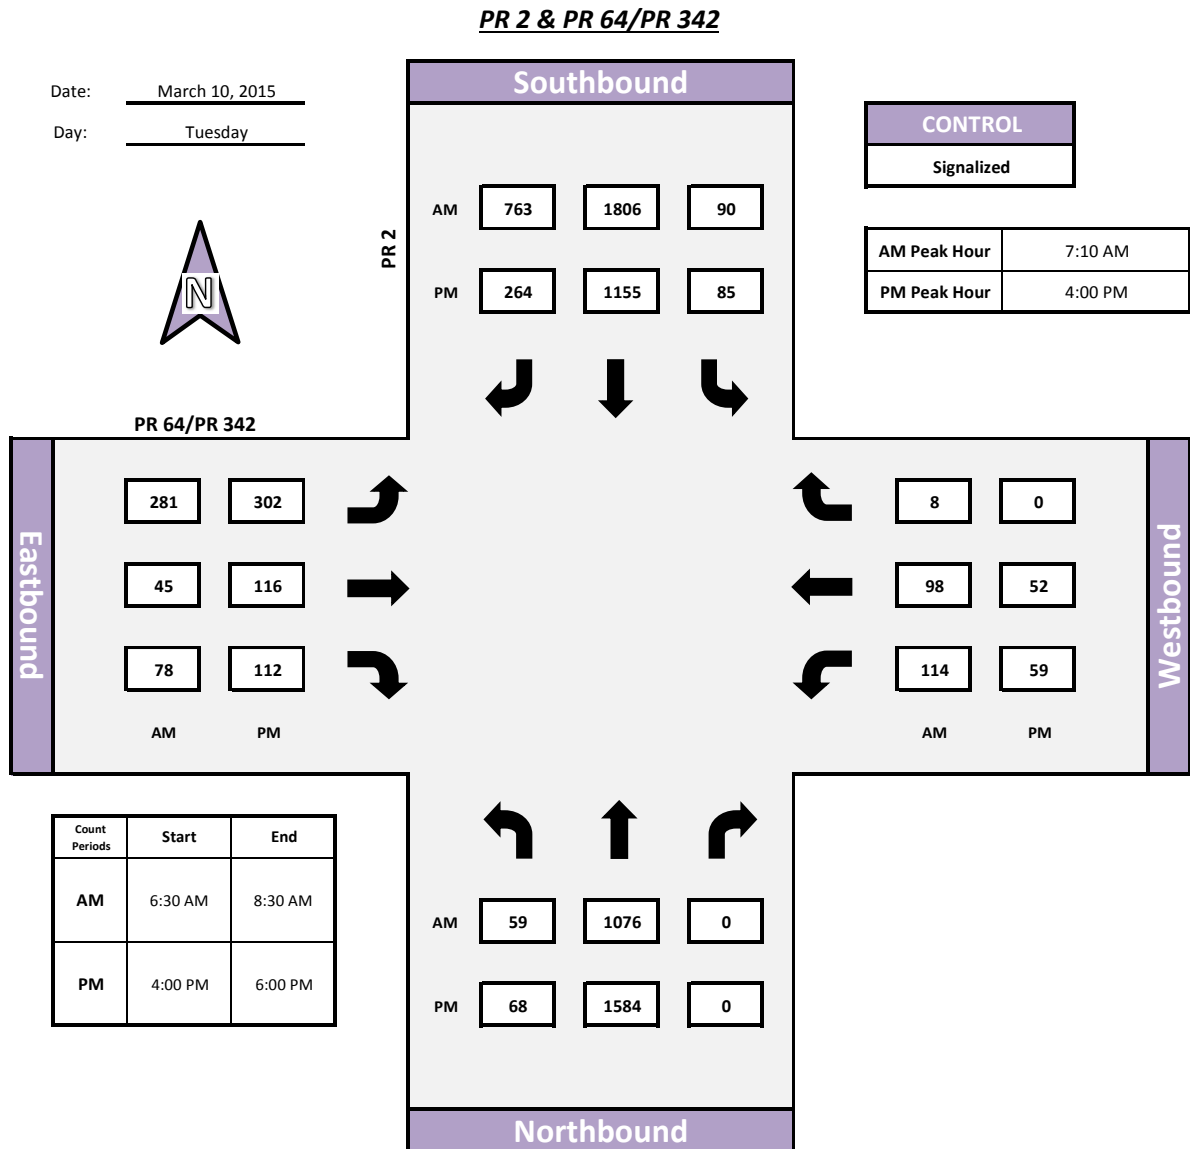 PR 2 & PR 64/PR 342
Southbound
Date: March 10, 2015
Day: Tuesday
CONTROL
Signalized
AM 763 1806 90
PM 264 1155 85
PR 2
AM Peak Hour 7:10 AM
PM Peak Hour 4:00 PM
N
PR 64/PR 342
Eastbound
281 302
45 116
78 112
AM PM
8 0
98 52
114 59
AM PM
Westbound
Count Periods Start End
AM 6:30 AM 8:30 AM
PM 4:00 PM 6:00 PM
AM 59 1076 0
PM 68 1584 0
Northbound